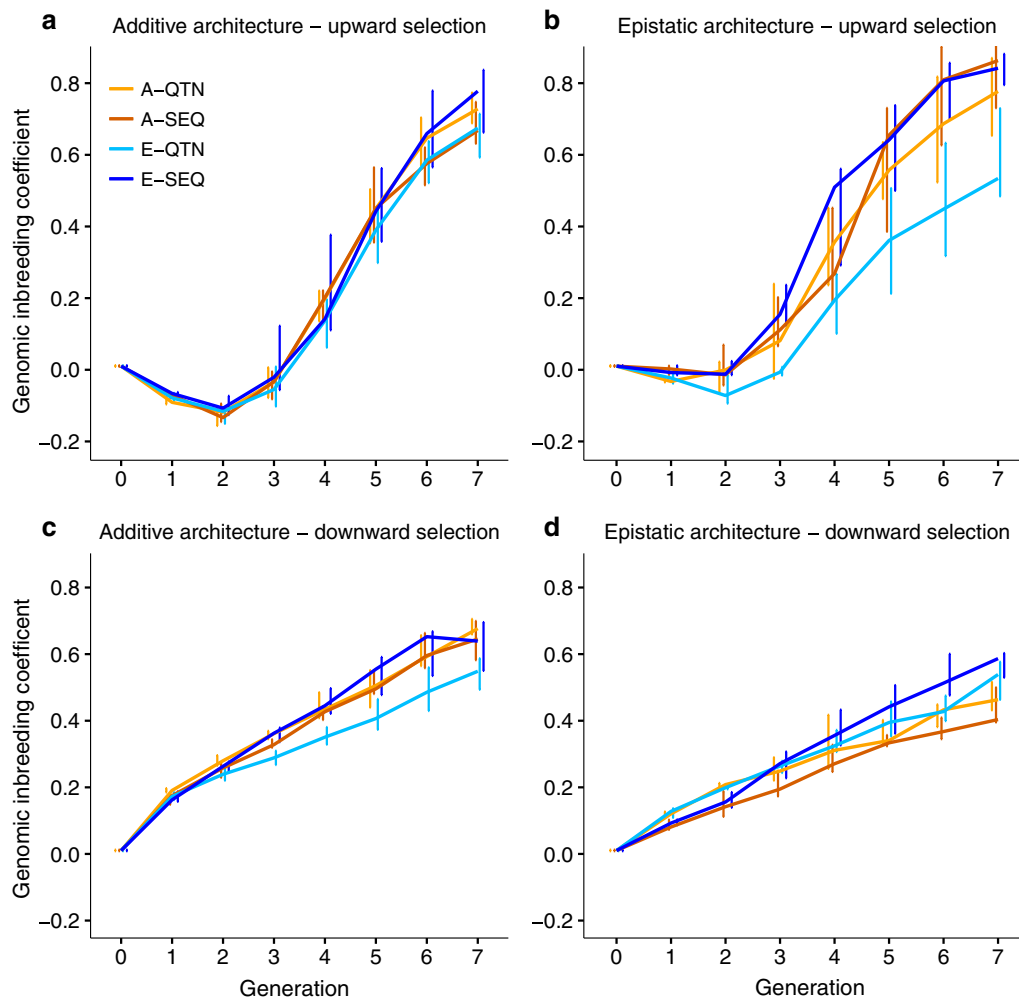 a Additive architecture – upward selection
b Epistatic architecture – upward selection
Genomic inbreeding coefficient
0.8
0.6
0.4
0.2
0.0
−0.2
A−QTN
A−SEQ
E−QTN
E−SEQ
0 1 2 3 4 5 6 7
0.8
0.6
0.4
0.2
0.0
−0.2
0 1 2 3 4 5 6 7
c Additive architecture – downward selection
d Epistatic architecture – downward selection
Genomic inbreeding coefficient
0.8
0.6
0.4
0.2
0.0
−0.2
0 1 2 3 4 5 6 7
Generation
0.8
0.6
0.4
0.2
0.0
−0.2
0 1 2 3 4 5 6 7
Generation